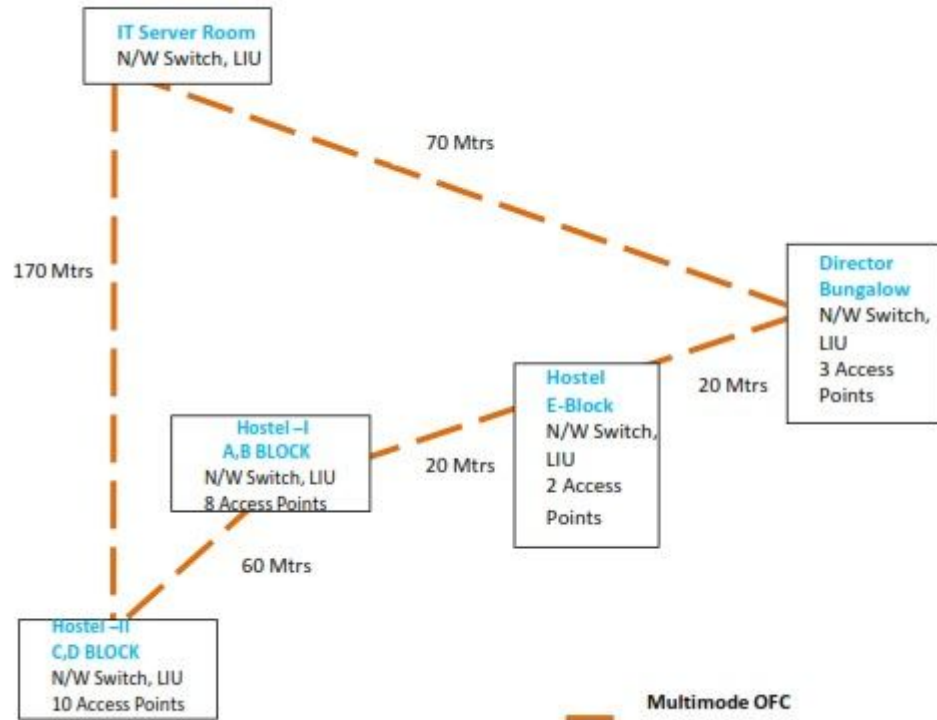 IT Server Room
N/W Switch, LIU
70 Mtrs
170 Mtrs
Director
Bungalow
N/W Switch,
LIU
3 Access
Points
20 Mtrs
Hostel
E-Block
N/W Switch,
LIU
2 Access
Points
Hostel –I
A,B BLOCK
N/W Switch, LIU
8 Access Points
20 Mtrs
60 Mtrs
Hostel –II
C,D BLOCK
N/W Switch, LIU
10 Access Points
Multimode OFC